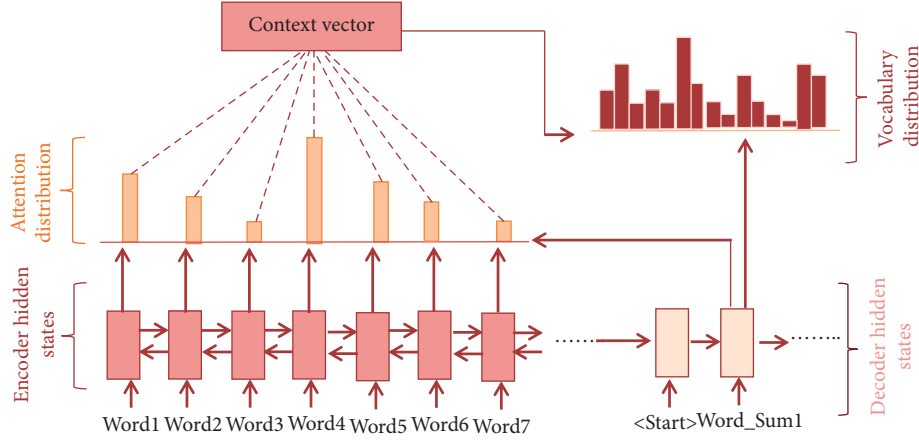 Context vector
Vocabulary
distribution
Attention
distribution
Encoder hidden
states
Decoder hidden
states
Word1 Word2 Word3 Word4 Word5 Word6 Word7
<Start> Word_Sum1